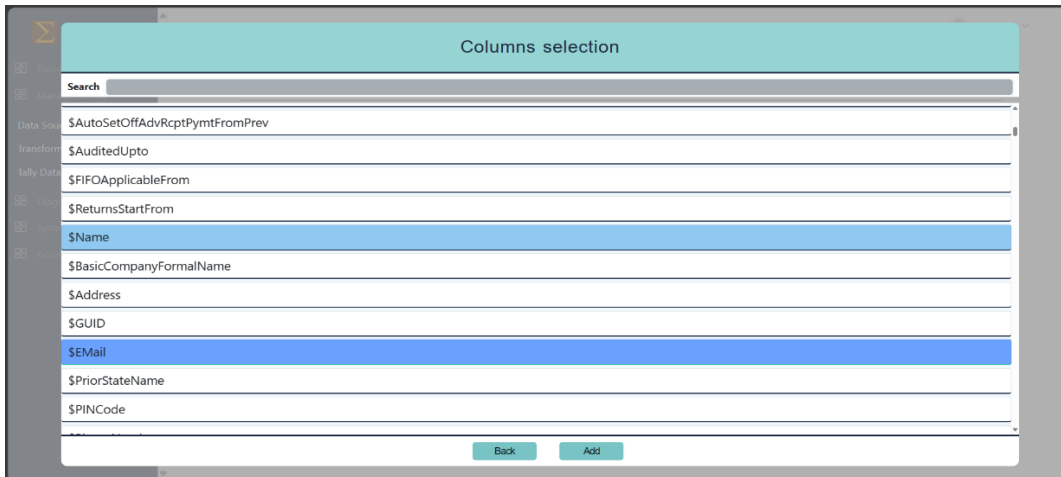 Columns selection
Search
$AutoSetOffAdvRcptPymtFromPrev
Data Sou
$AuditedUpto
Transform
Tally Data
$FIFOApplicableFrom
$ReturnsStartFrom
$Name
$BasicCompanyFormalName
$Address
$GUID
$EMail
$PriorStateName
$PINCode
Back
Add